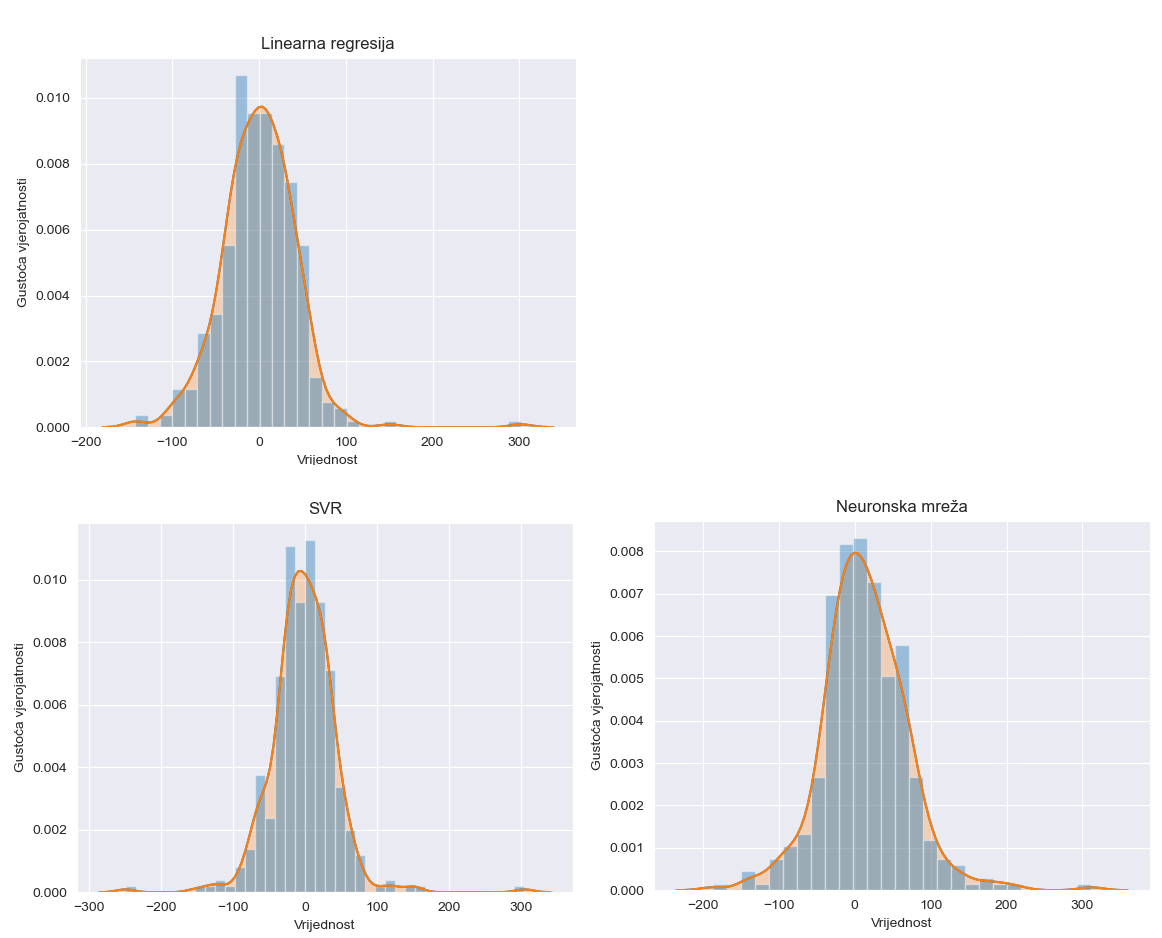 Linearna regresija
Gustoća vjerojatnosti
0.010
0.008
0.006
0.004
0.002
0.000
−200 −100 0 100 200 300
Vrijednost
SVR
Gustoća vjerojatnosti
0.010
0.008
0.006
0.004
0.002
0.000
−300 −200 −100 0 100 200 300
Vrijednost
Neuronska mreža
Gustoća vjerojatnosti
0.008
0.007
0.006
0.005
0.004
0.003
0.002
0.001
0.000
−200 −100 0 100 200 300
Vrijednost